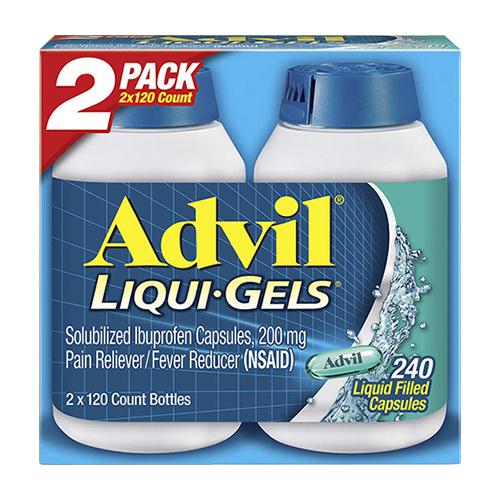 2 PACK
2x120 Count
Advil®
LIQUI·GELS®
Solubilized Ibuprofen Capsules, 200 mg
Pain Reliever/Fever Reducer (NSAID)
2 x 120 Count Bottles
Advil
240
Liquid Filled
Capsules